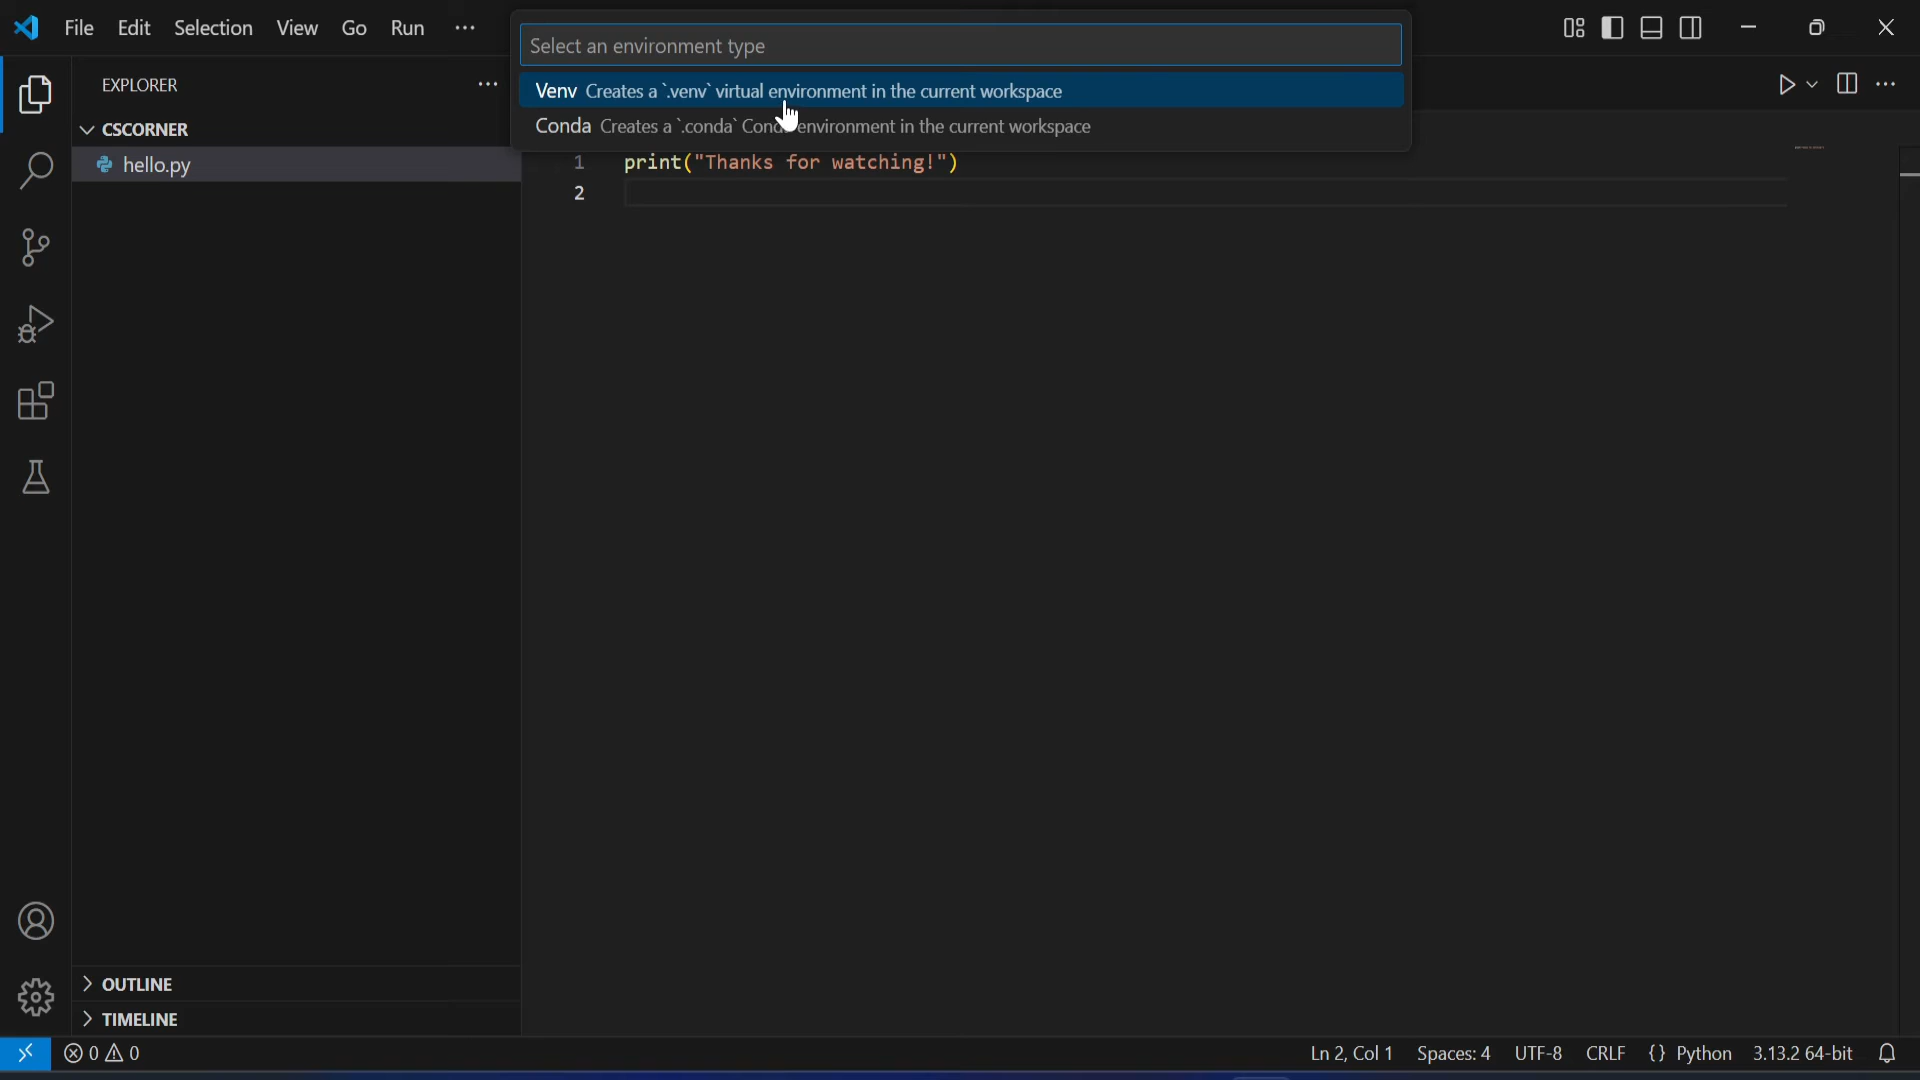 File Edit Selection View Go Run ···
Select an environment type
Venv Creates a `.venv` virtual environment in the current workspace
Conda Creates a `.conda` Conda environment in the current workspace
EXPLORER
CSCORNER
hello.py
1 print("Thanks for watching!")
2
OUTLINE
TIMELINE
0 0 Ln 2, Col 1 Spaces: 4 UTF-8 CRLF {} Python 3.13.2 64-bit